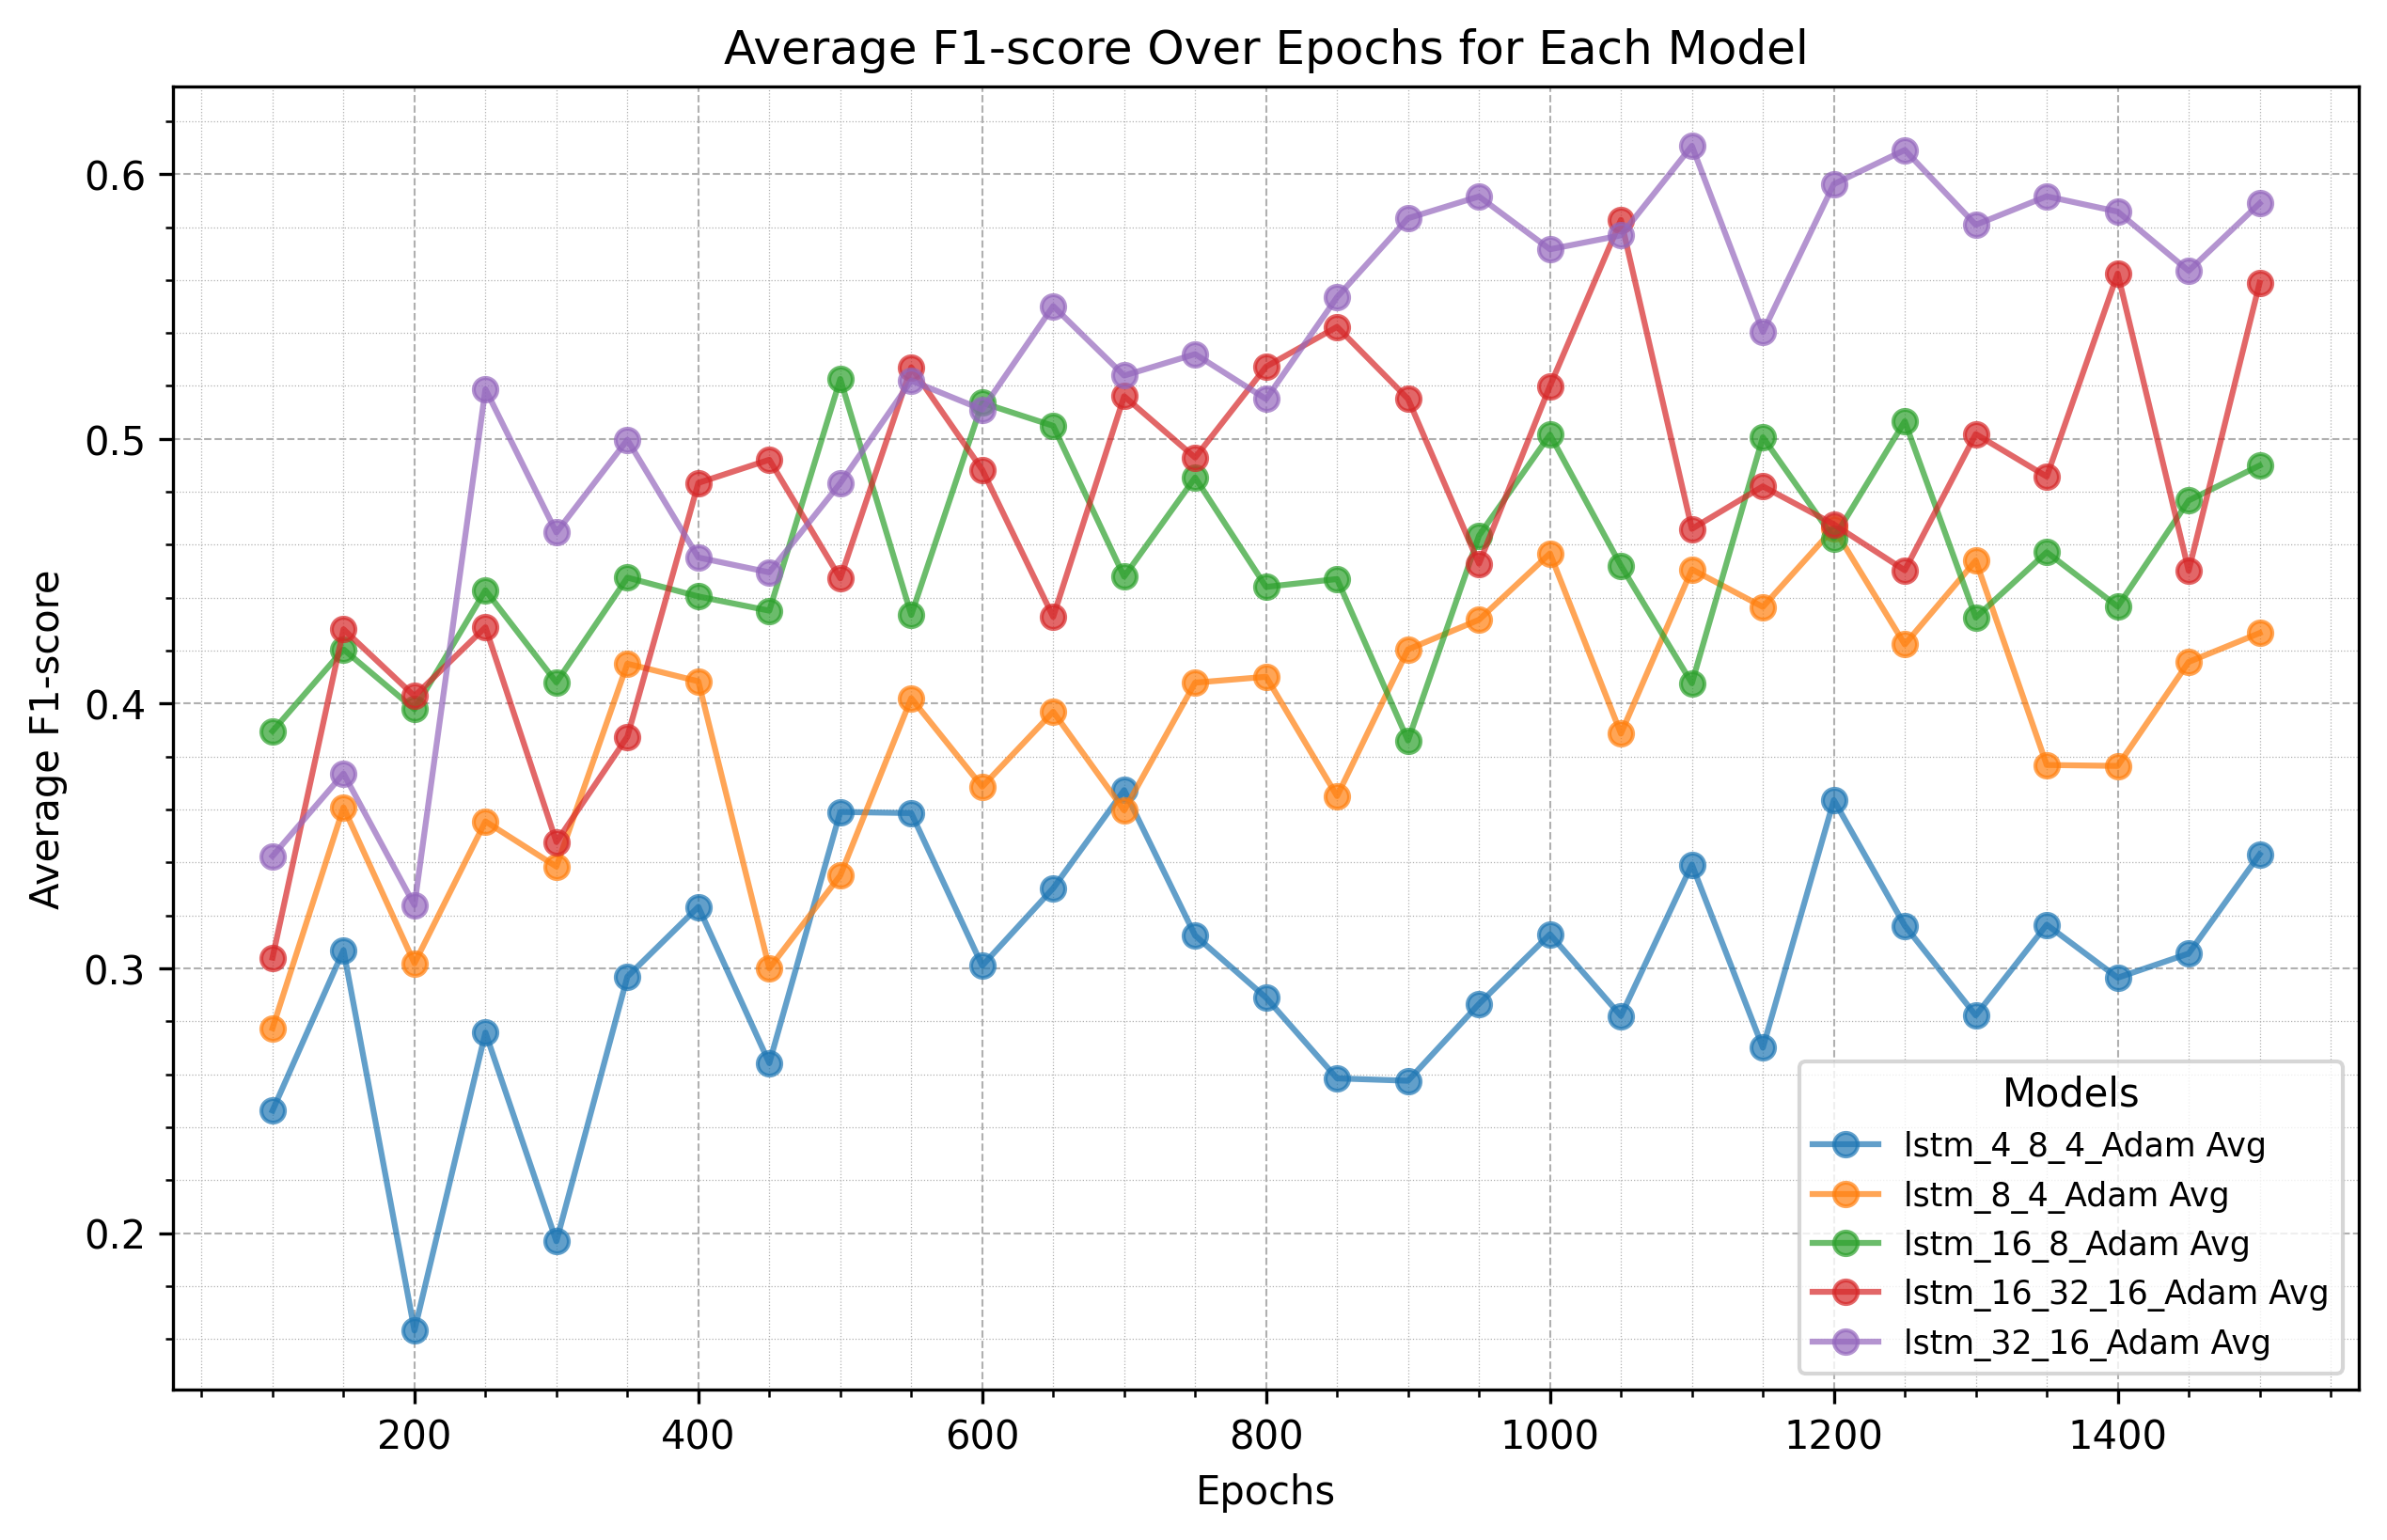 Average F1-score Over Epochs for Each Model
Average F1-score
0.6
0.5
0.4
0.3
0.2
200 400 600 800 1000 1200 1400
Epochs
Models
lstm_4_8_4_Adam Avg
lstm_8_4_Adam Avg
lstm_16_8_Adam Avg
lstm_16_32_16_Adam Avg
lstm_32_16_Adam Avg